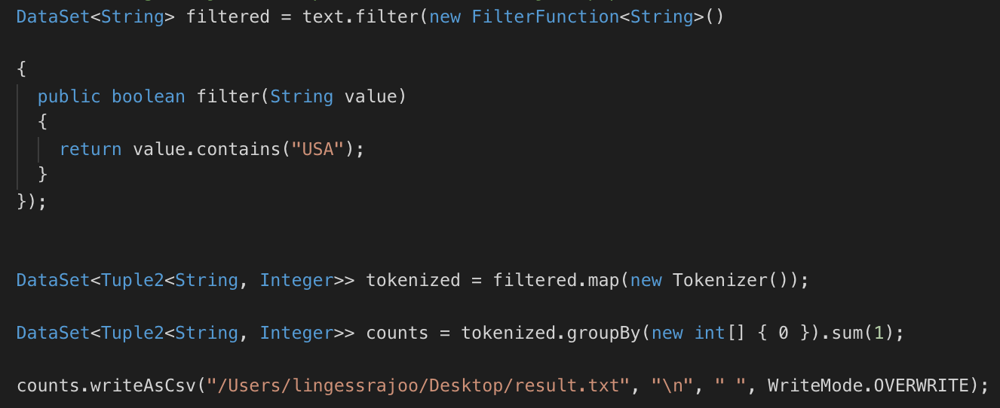 DataSet<String> filtered = text.filter(new FilterFunction<String>()
{
public boolean filter(String value)
{
return value.contains("USA");
}
});
DataSet<Tuple2<String, Integer>> tokenized = filtered.map(new Tokenizer());
DataSet<Tuple2<String, Integer>> counts = tokenized.groupBy(new int[] { 0 }).sum(1);
counts.writeAsCsv("/Users/lingessrajoo/Desktop/result.txt", "\n", " ", WriteMode.OVERWRITE);